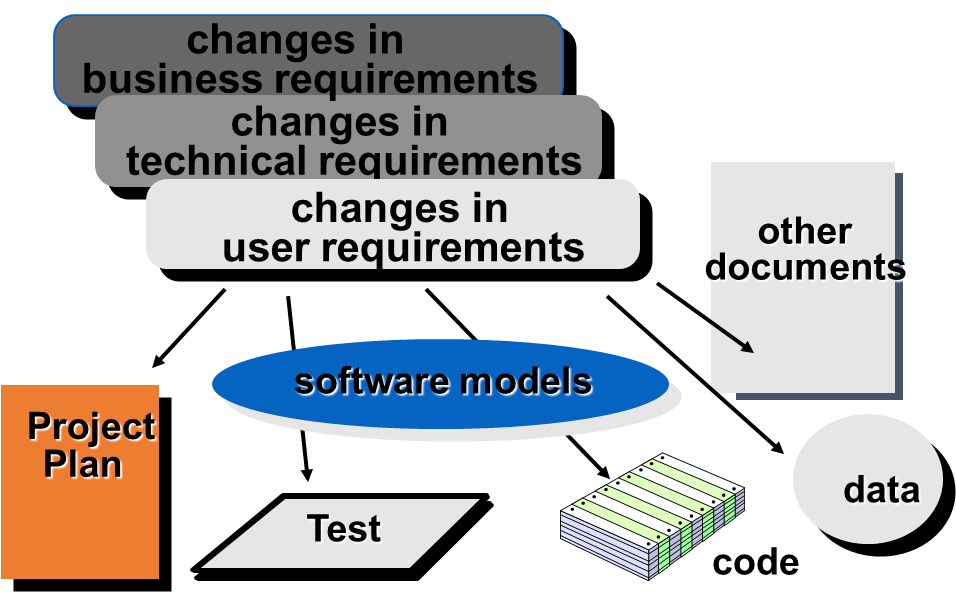 changes in
business requirements
changes in
technical requirements
changes in
user requirements
other
documents
software models
Project
Plan
Test
data
code